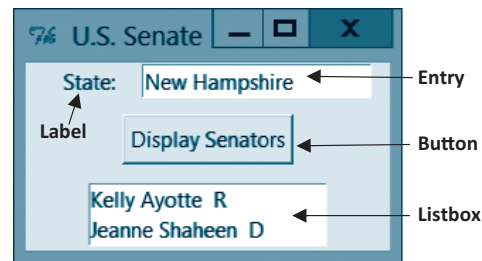 U.S. Senate
State: New Hampshire Entry
Label
Display Senators Button
Kelly Ayotte R
Jeanne Shaheen D Listbox